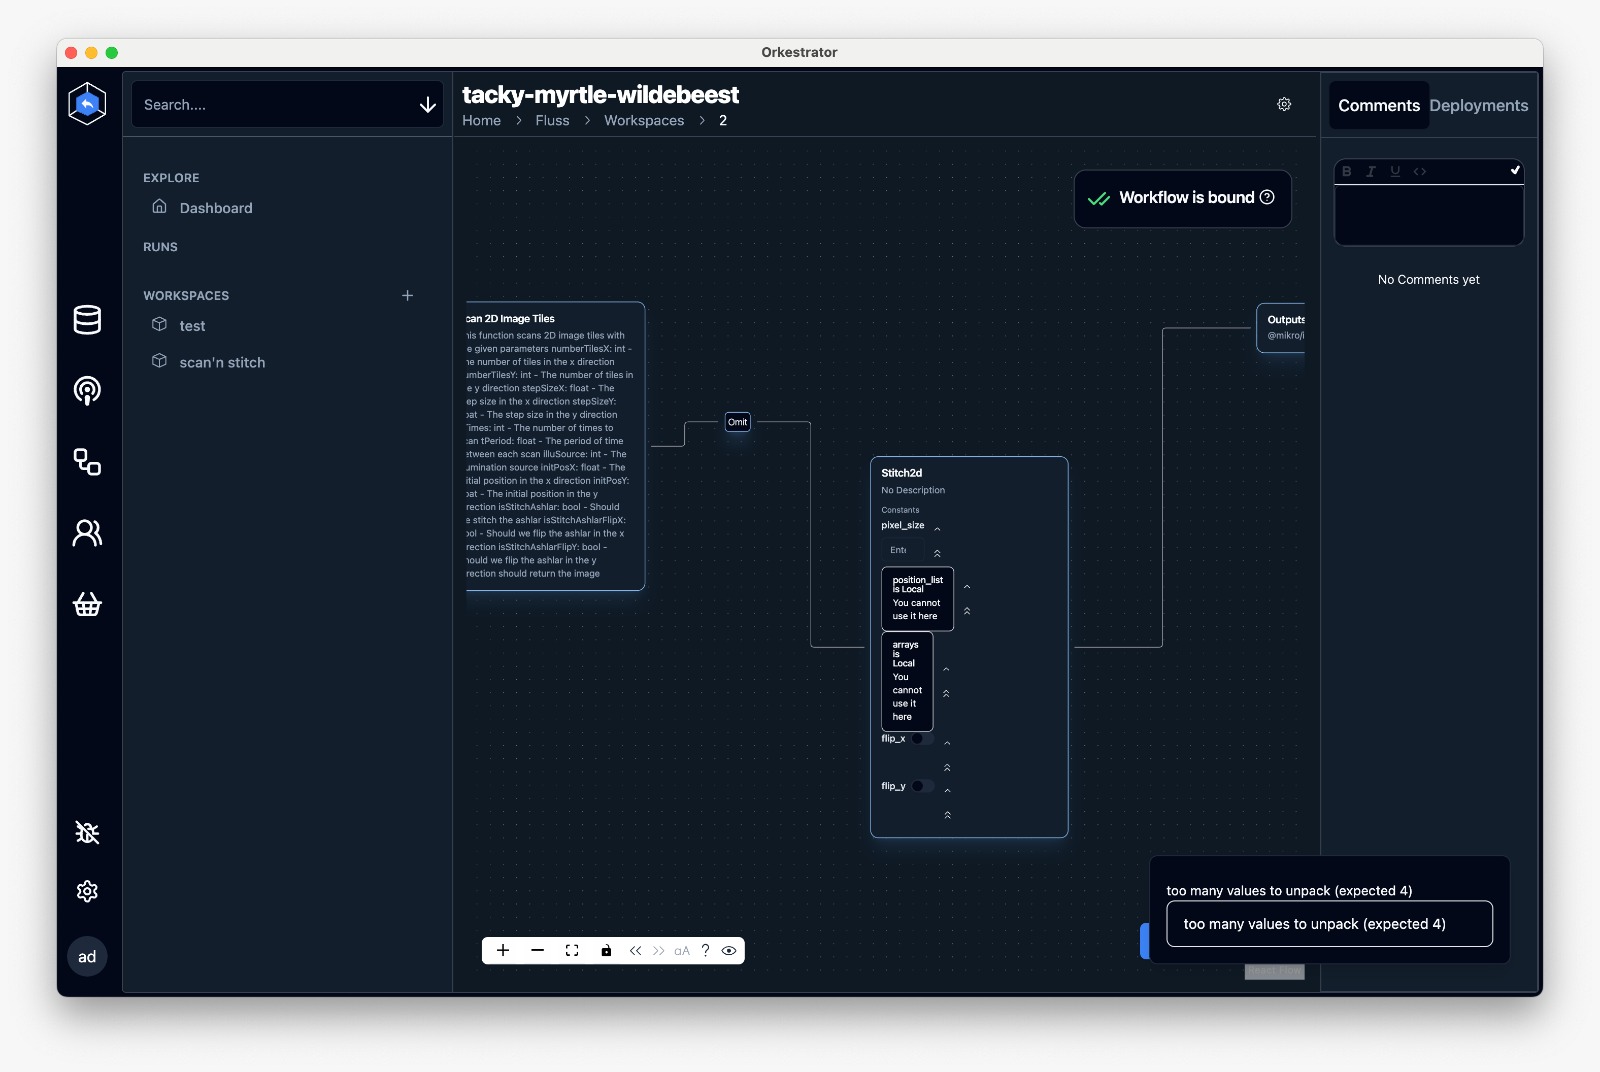 Orkestrator
Search....
EXPLORE
Dashboard
RUNS
WORKSPACES
test
scan'n stitch
ad
tacky-myrtle-wildebeest
Home > Fluss > Workspaces > 2
Workflow is bound
can 2D Image Tiles
his function scans 2D image tiles with
e given parameters numberTilesX: int -
he number of tiles in the x direction
umberTilesY: int - The number of tiles in
e y direction stepSizeX: float - The
ep size in the x direction stepSizeY:
oat - The step size in the y direction
Times: int - The number of times to
can tPeriod: float - The period of time
etween each scan illuSource: int - The
umination source initPosX: float - The
itial position in the x direction initPosY:
oat - The initial position in the y
rection isStitchAshlar: bool - Should
e stitch the ashlar isStitchAshlarFlipX:
ool - Should we flip the ashlar in the x
irection isStitchAshlarFlipY: bool -
hould we flip the ashlar in the y
rection should return the image
Omit
Stitch2d
No Description
Constants
pixel_size
Ente
position_list
is Local
You cannot
use it here
arrays
is
Local
You
cannot
use it
here
flip_x
flip_y
Outputs
@mikro/i
aA ?
React Flow
Comments
Deployments
B I U <>
No Comments yet
too many values to unpack (expected 4)
too many values to unpack (expected 4)